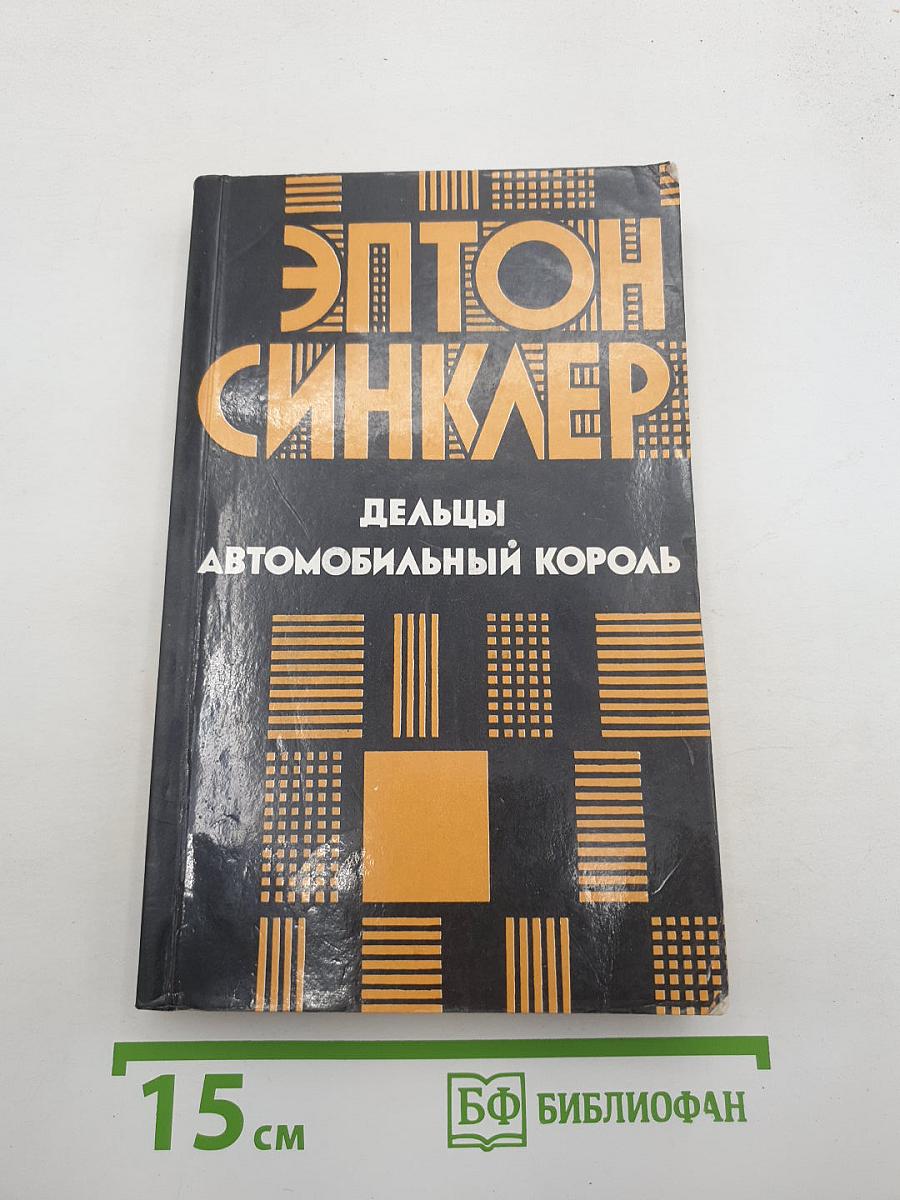 ЭПТОН
СИНКЛЕР
ДЕЛЬЦЫ
АВТОМОБИЛЬНЫЙ КОРОЛЬ
15 см
БФ БИБЛИОФАН